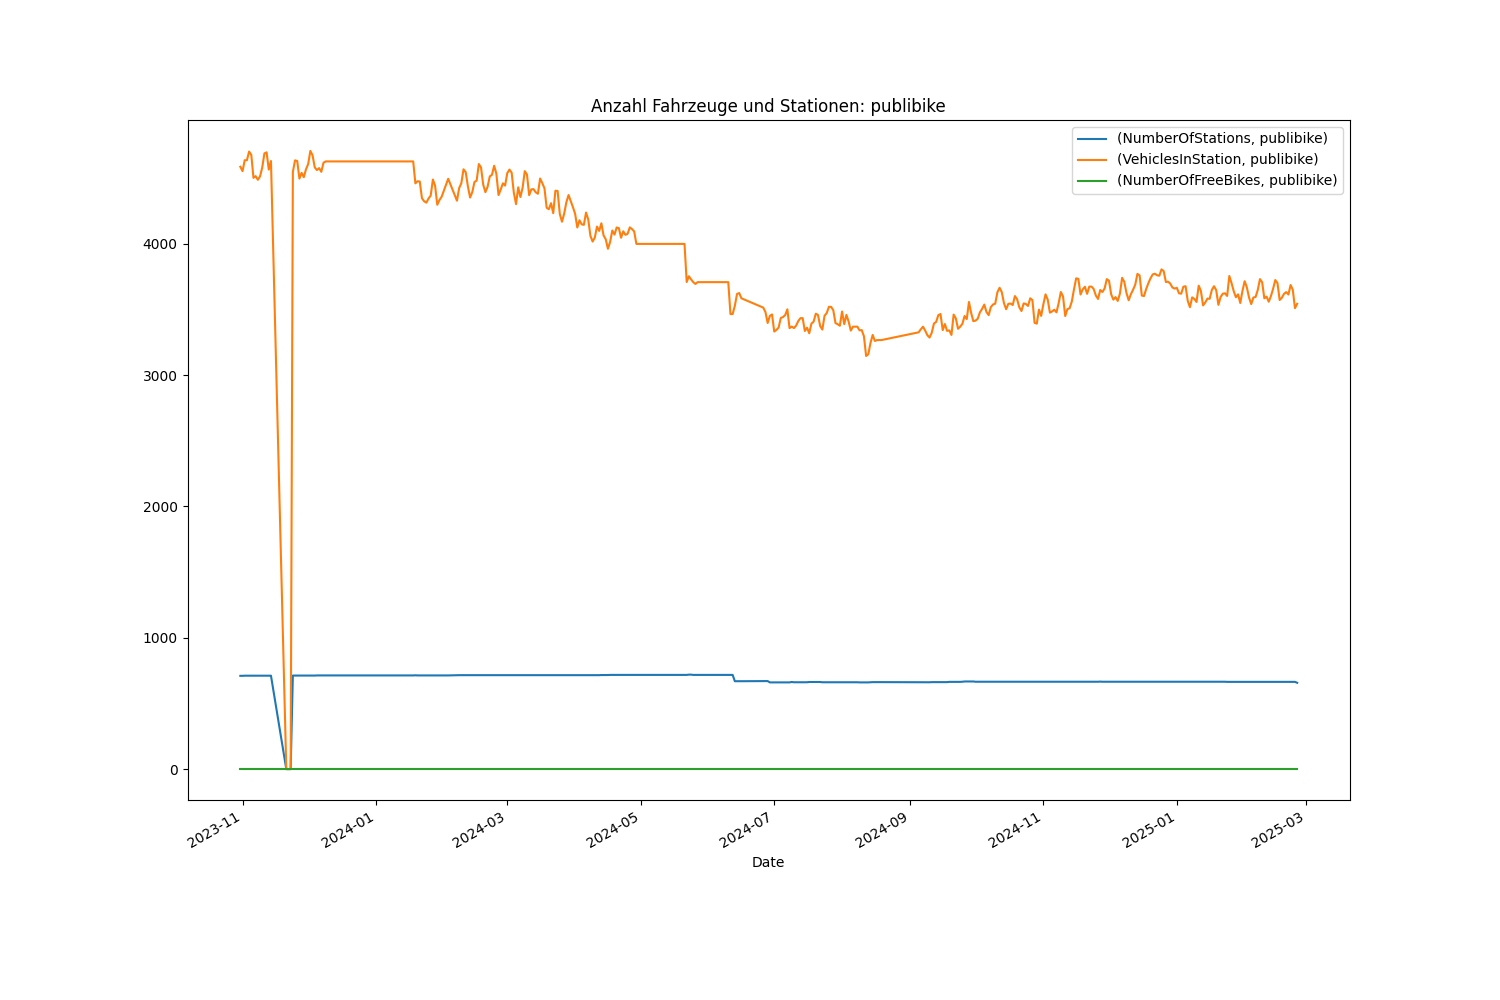 Anzahl Fahrzeuge und Stationen: publibike
(NumberOfStations, publibike)
(VehiclesInStation, publibike)
(NumberOfFreeBikes, publibike)
4000
3000
2000
1000
0
2023-11
2024-01
2024-03
2024-05
2024-07
2024-09
2024-11
2025-01
2025-03
Date